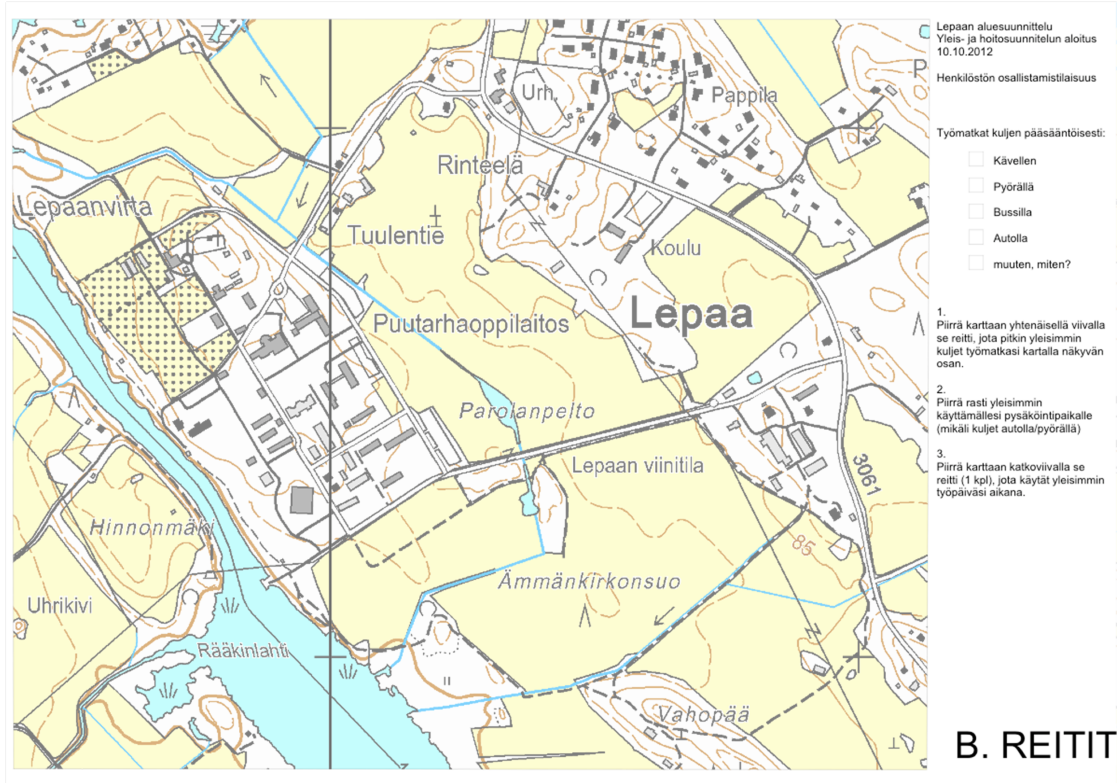 Lepaan aluesuunnittelu
Yleis- ja hoitosuunnitelun aloitus
10.10.2012
Henkilöstön osallistamistilaisuus
Työmatkat kuljen pääsääntöisesti:
Kävellen
Pyörällä
Bussilla
Autolla
muuten, miten?
1.
Piirrä karttaan yhtenäisellä viivalla
se reitti, jota pitkin yleisimmin
kuljet työmatkasi kartalla näkyvän
osan.
2.
Piirrä rasti yleisimmin
käyttämällesi pysäköintipaikalle
(mikäli kuljet autolla/pyörällä)
3.
Piirrä karttaan katkoviivalla se
reitti (1 kpl), jota käytät yleisimmin
työpäiväsi aikana.
B. REITIT
P
Urh.
Pappila
Rinteelä
Lepaanvirta
Tuulentie
Koulu
Lepaa
Puutarhaoppilaitos
Parolanpelto
Lepaan viinitila
3061
Hinnonmäki
85
Ämmänkirkonsuo
Uhrikivi
Rääkinlahti
Vahopää